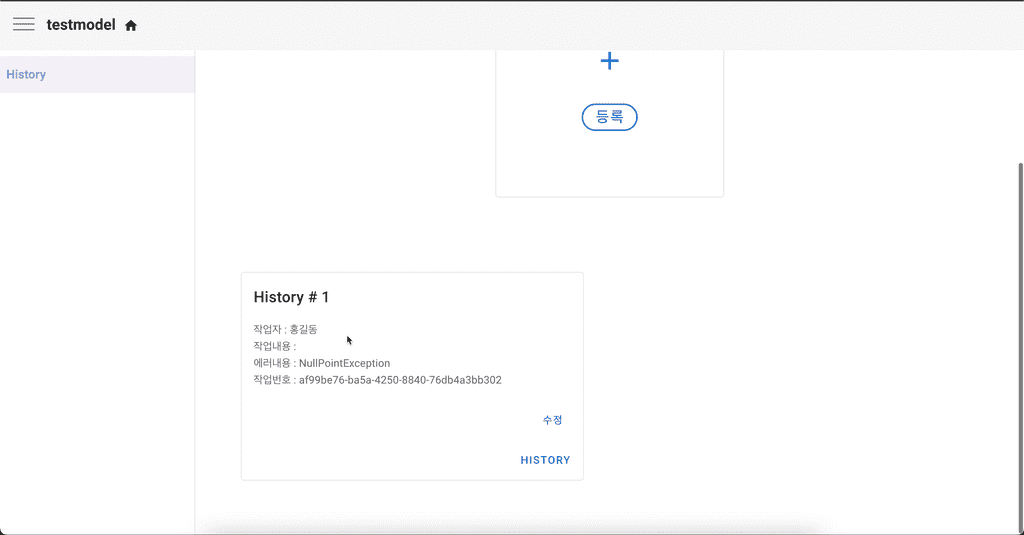 testmodel
History
+
등록
History # 1
작업자 : 홍길동
작업내용 :
에러내용 : NullPointException
작업번호 : af99be76-ba5a-4250-8840-76db4a3bb302
수정
HISTORY